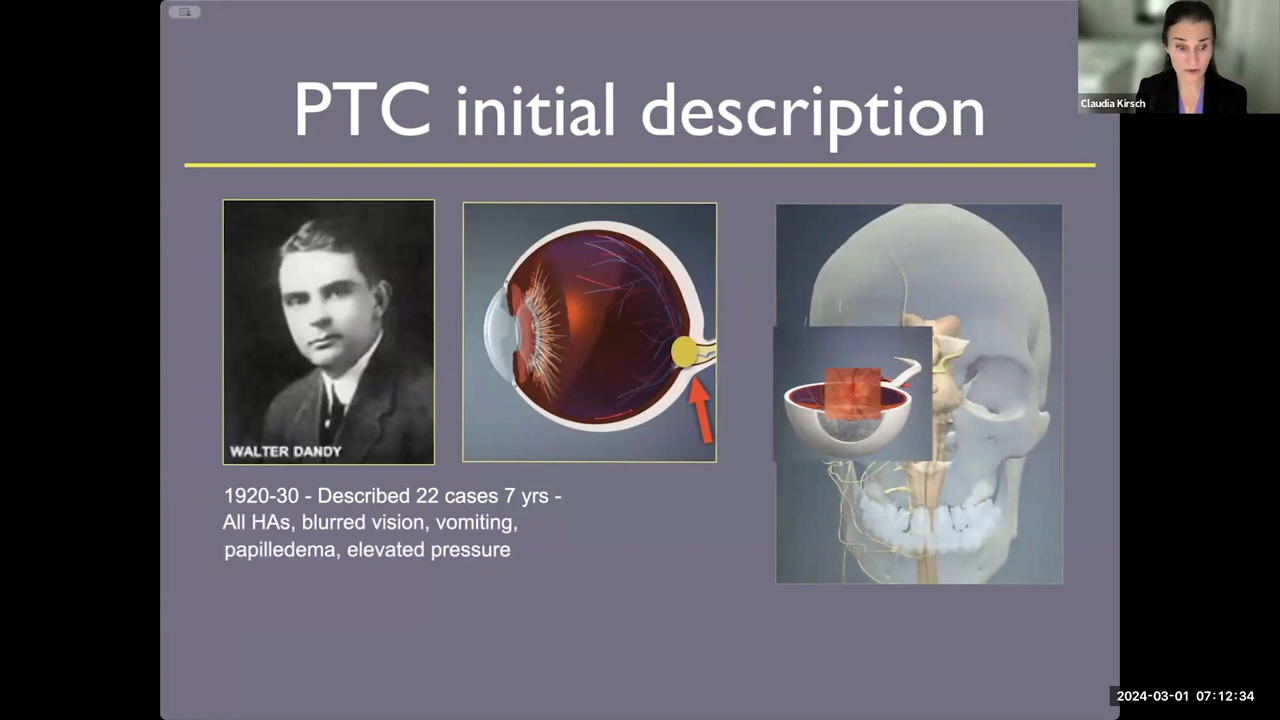 PTC initial description
Claudia Kirsch
WALTER DANDY
1920-30 - Described 22 cases 7 yrs -
All HAs, blurred vision, vomiting,
papilledema, elevated pressure
2024-03-01 07:12:34